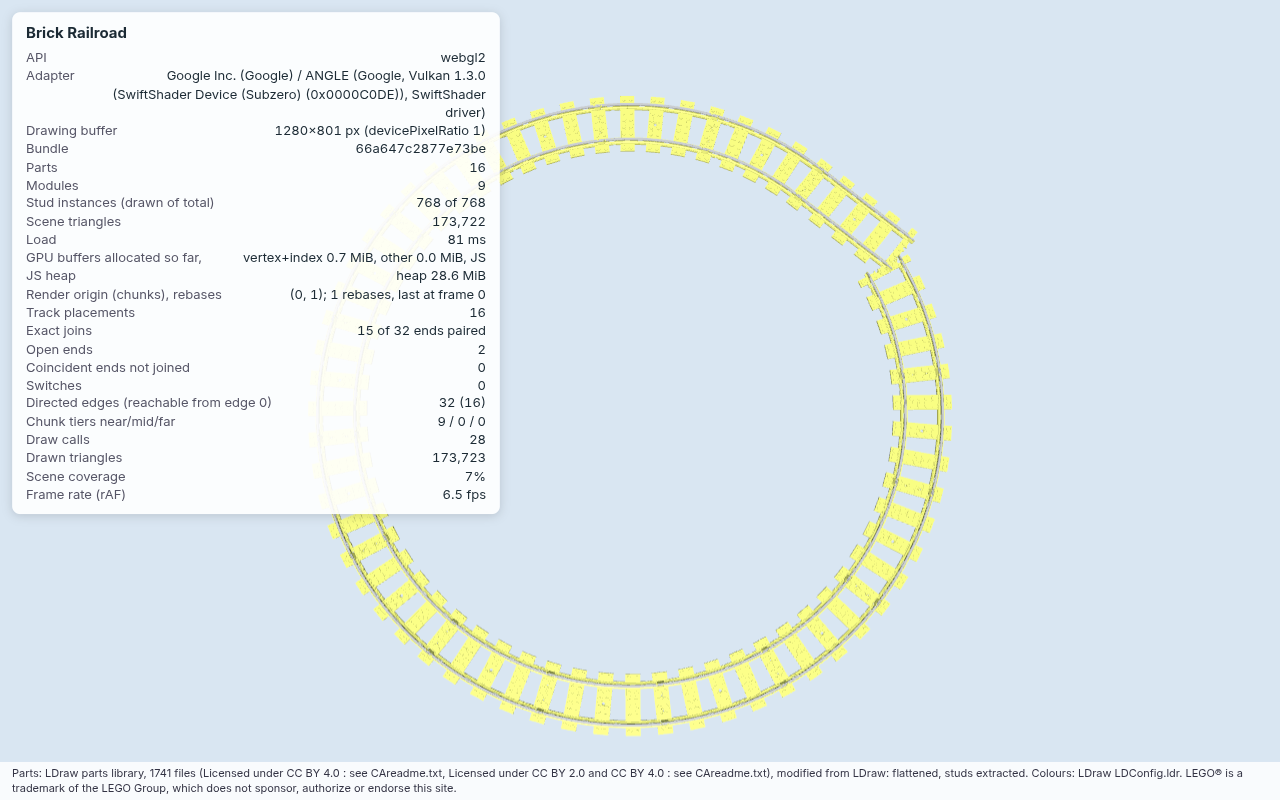 Brick Railroad
API webgl2
Adapter Google Inc. (Google) / ANGLE (Google, Vulkan 1.3.0
(SwiftShader Device (Subzero) (0x0000C0DE)), SwiftShader
driver)
Drawing buffer 1280×801 px (devicePixelRatio 1)
Bundle 66a647c2877e73be
Parts 16
Modules 9
Stud instances (drawn of total) 768 of 768
Scene triangles 173,722
Load 81 ms
GPU buffers allocated so far, vertex+index 0.7 MiB, other 0.0 MiB, JS
JS heap heap 28.6 MiB
Render origin (chunks), rebases (0, 1); 1 rebases, last at frame 0
Track placements 16
Exact joins 15 of 32 ends paired
Open ends 2
Coincident ends not joined 0
Switches 0
Directed edges (reachable from edge 0) 32 (16)
Chunk tiers near/mid/far 9 / 0 / 0
Draw calls 28
Drawn triangles 173,723
Scene coverage 7%
Frame rate (rAF) 6.5 fps
Parts: LDraw parts library, 1741 files (Licensed under CC BY 4.0 : see CAreadme.txt, Licensed under CC BY 2.0 and CC BY 4.0 : see CAreadme.txt), modified from LDraw: flattened, studs extracted. Colours: LDraw LDConfig.ldr. LEGO® is a
trademark of the LEGO Group, which does not sponsor, authorize or endorse this site.